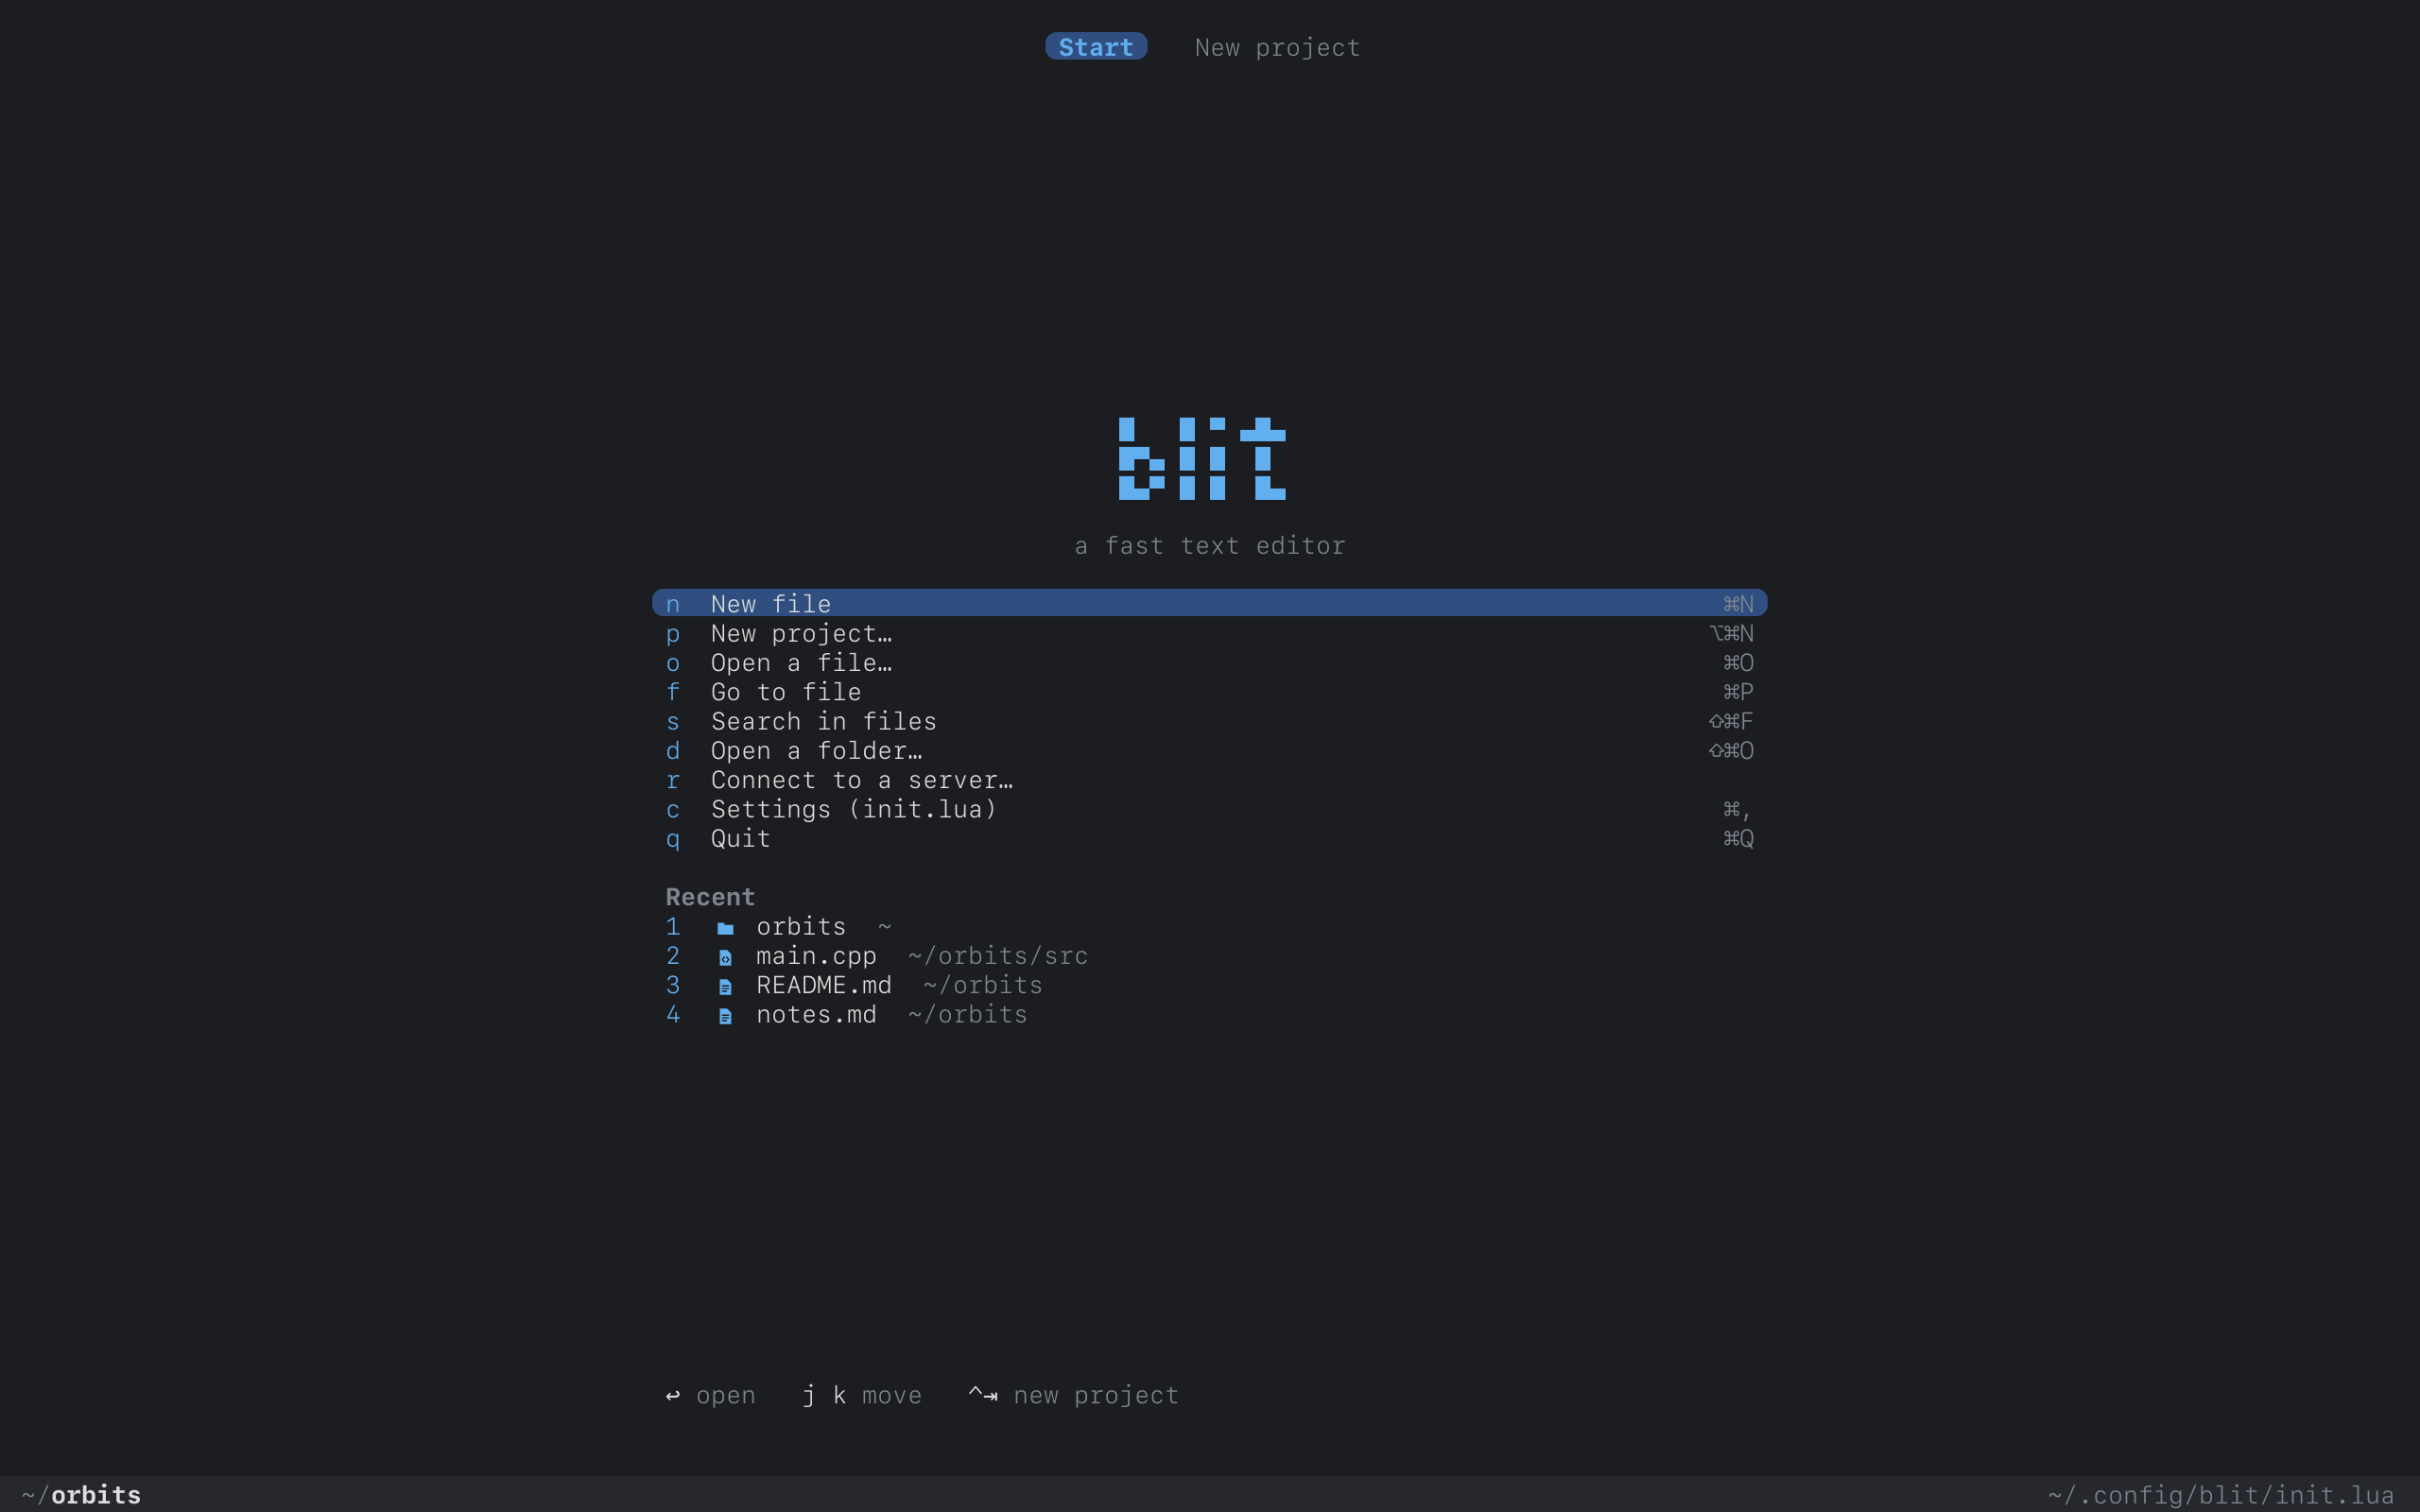 Start New project
blit
a fast text editor
n New file ⌘N
p New project… ⌥⌘N
o Open a file… ⌘O
f Go to file ⌘P
s Search in files ⇧⌘F
d Open a folder… ⇧⌘O
r Connect to a server…
c Settings (init.lua) ⌘,
q Quit ⌘Q
Recent
1 orbits ~
2 main.cpp ~/orbits/src
3 README.md ~/orbits
4 notes.md ~/orbits
↩ open j k move ^⇥ new project
~/orbits ~/.config/blit/init.lua